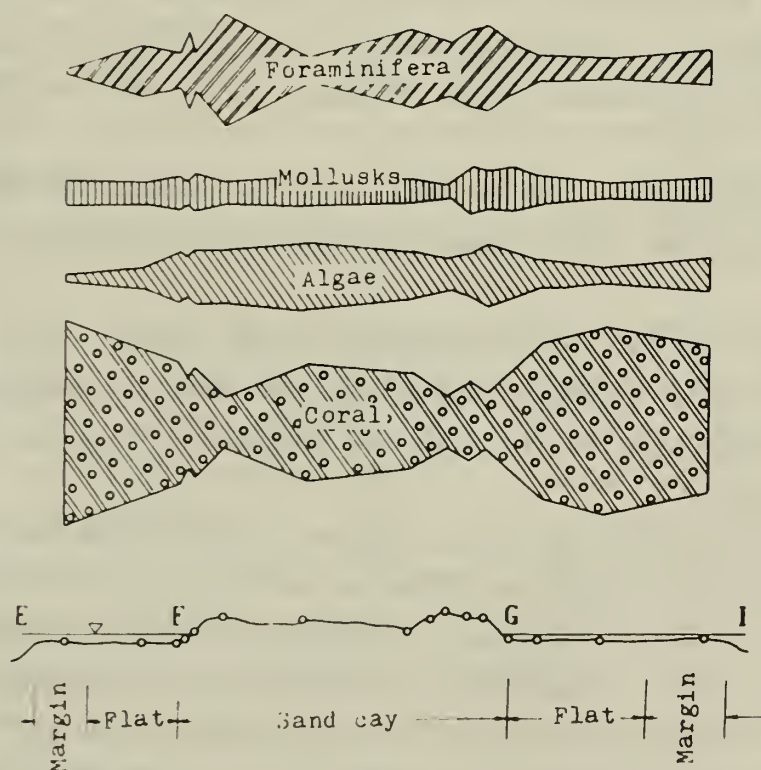 Foraminifera
Mollusks
Algae
Coral
E F G I
Margin Flat Sand cay Flat Margin